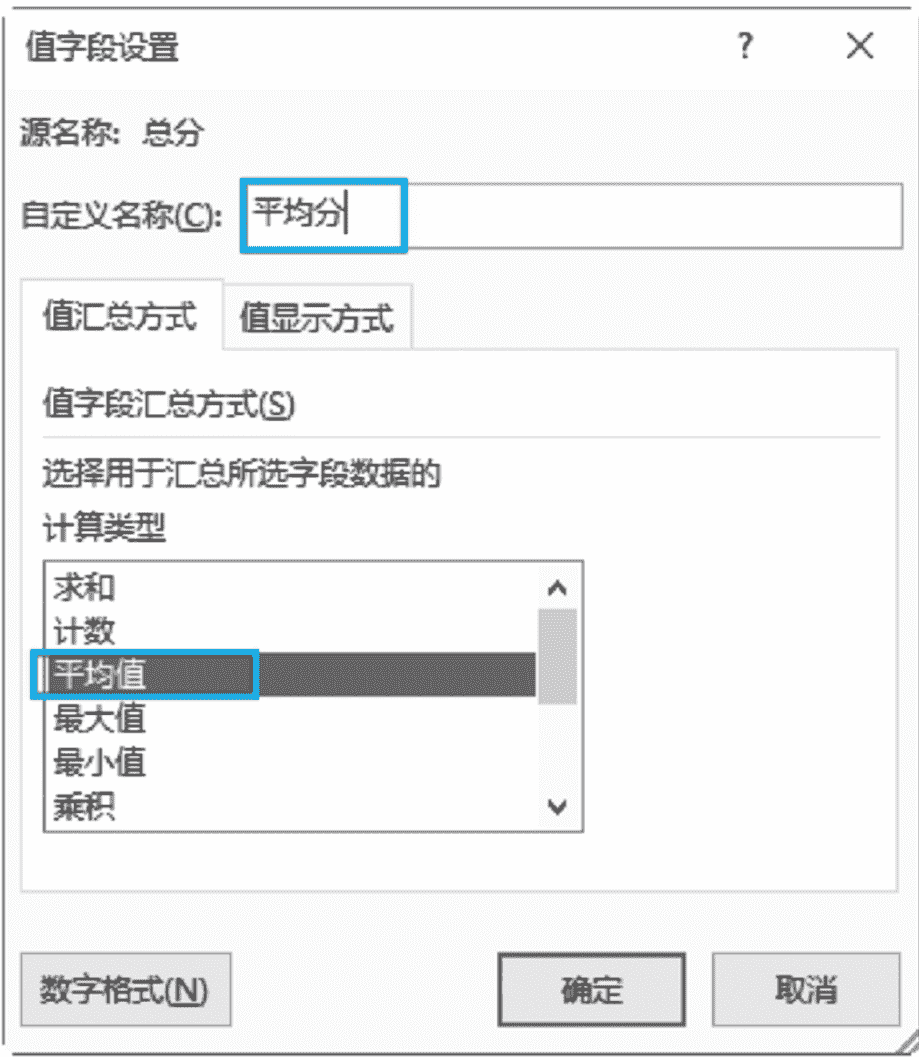 值字段设置 ?
源名称: 总分
自定义名称(C): 平均分
值汇总方式 值显示方式
值字段汇总方式(S)
选择用于汇总所选字段数据的
计算类型
求和
计数
平均值
最大值
最小值
乘积
数字格式(N) 确定 取消